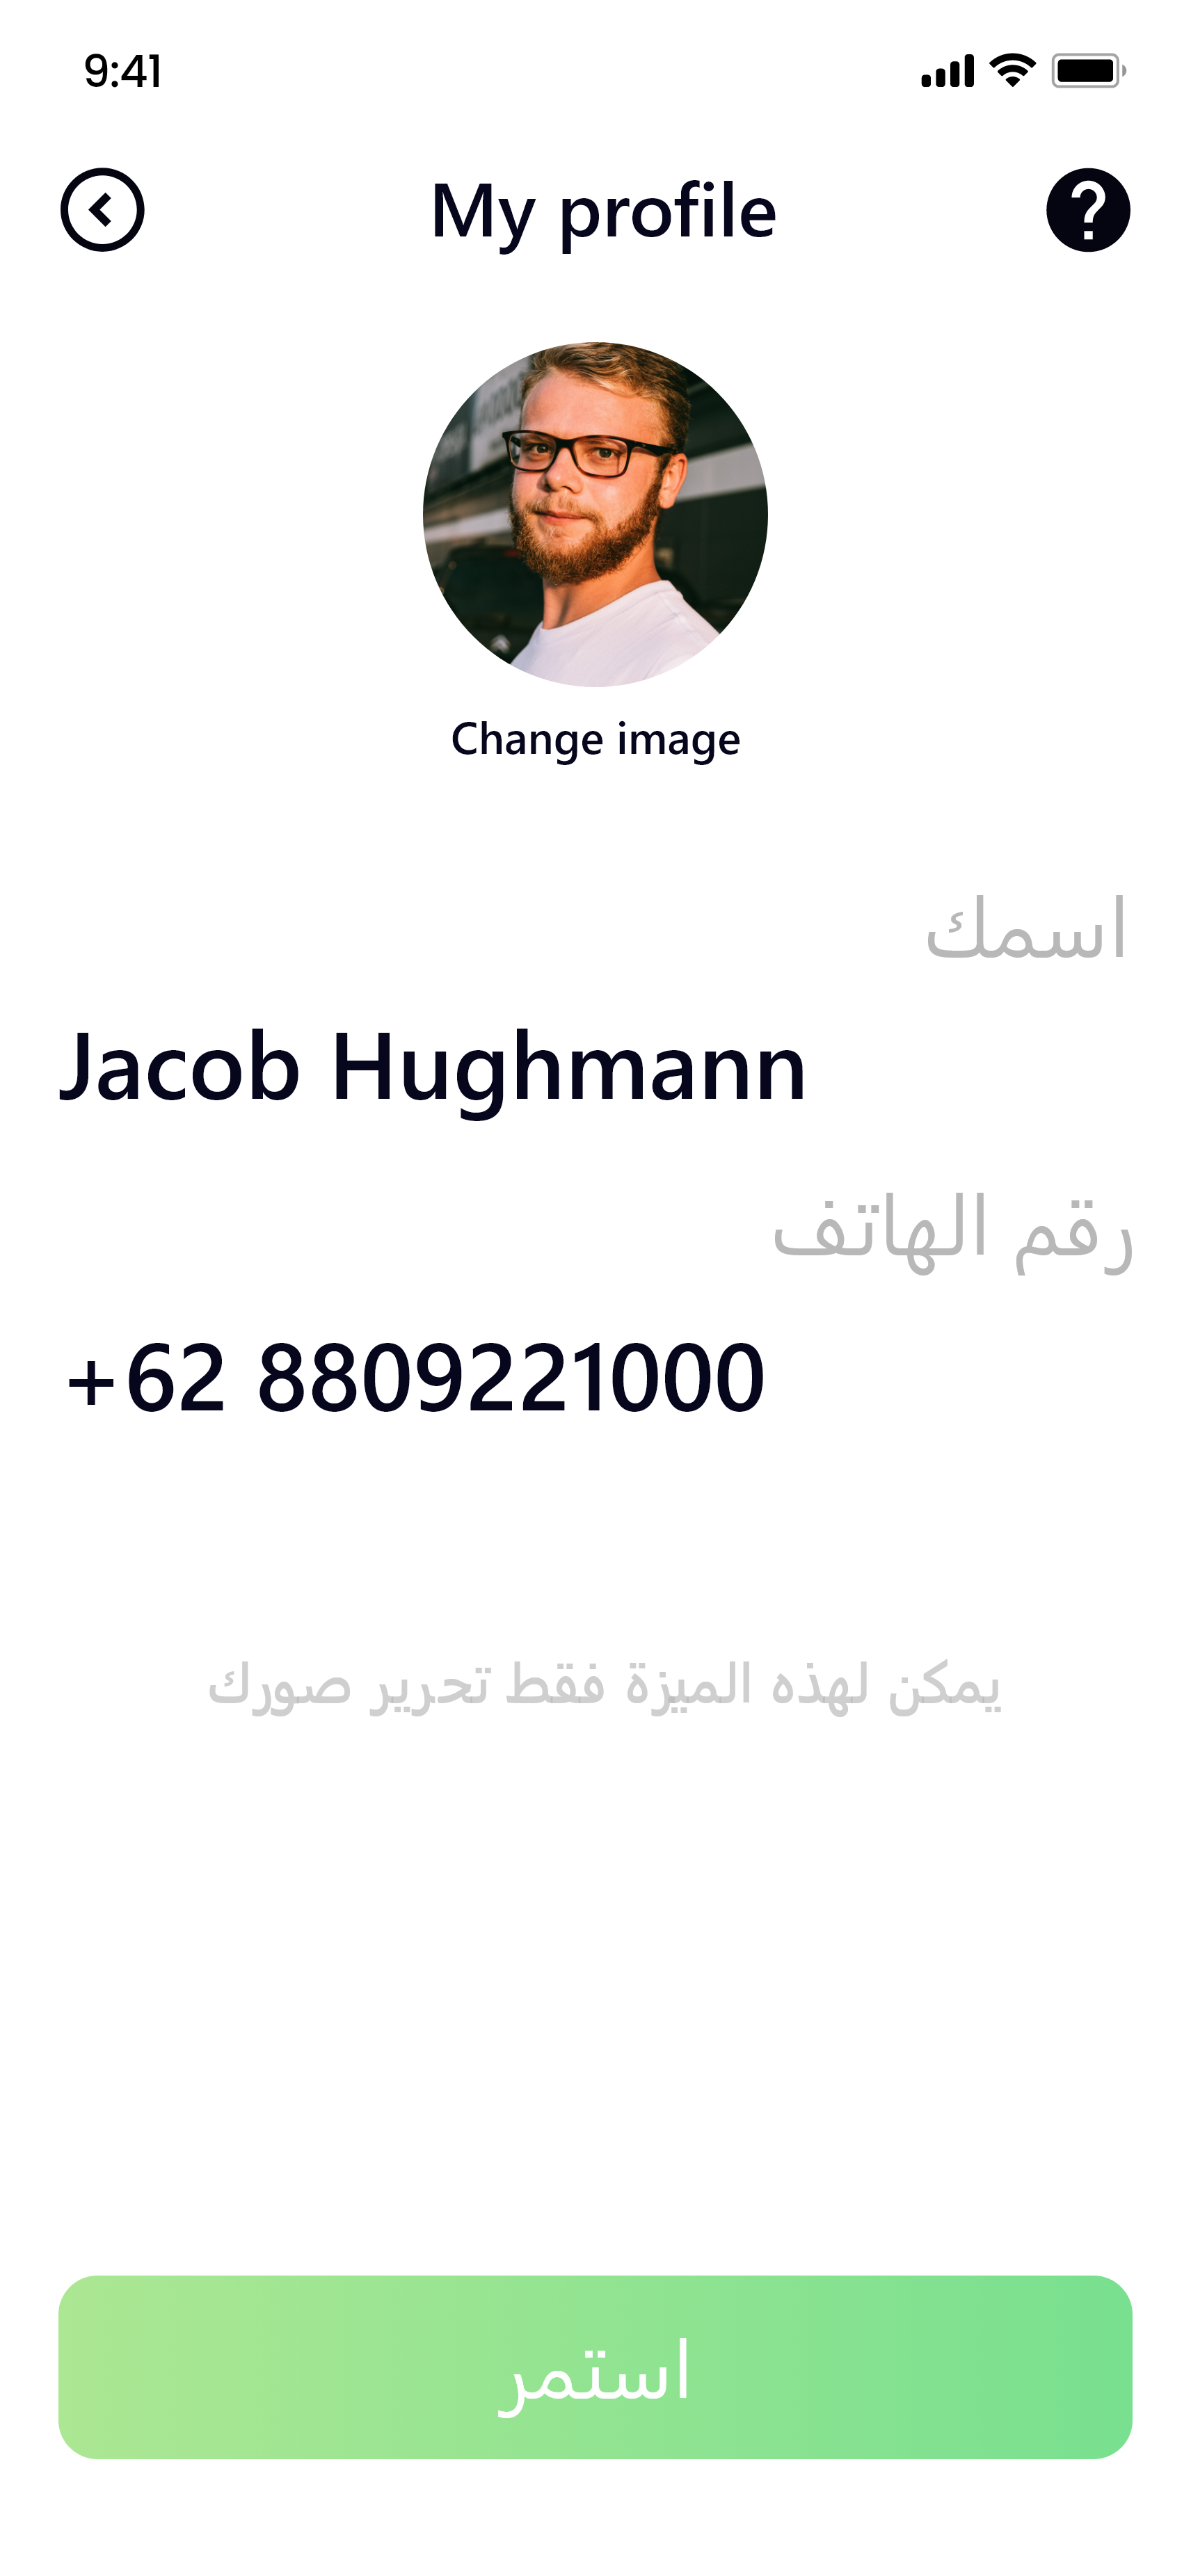 9:41
My profile
Change image
اسمك
Jacob Hughmann
رقم الهاتف
+62 8809221000
يمكن لهذه الميزة فقط تحرير صورك
استمر